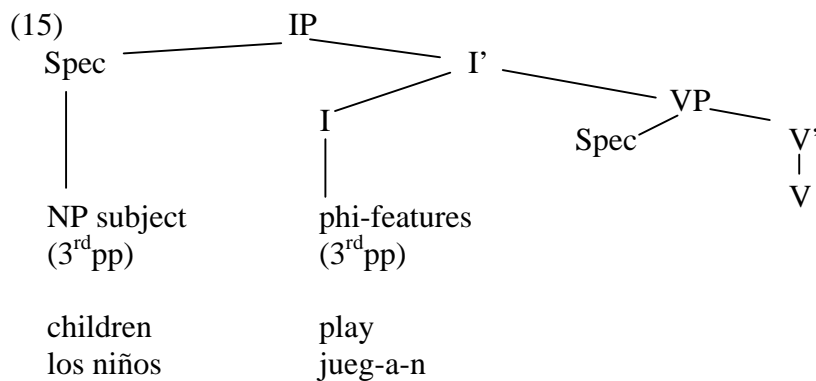 (15) IP
Spec I’
I VP
Spec V’
V
NP subject phi-features
(3rdpp) (3rdpp)
children play
los niños jueg-a-n